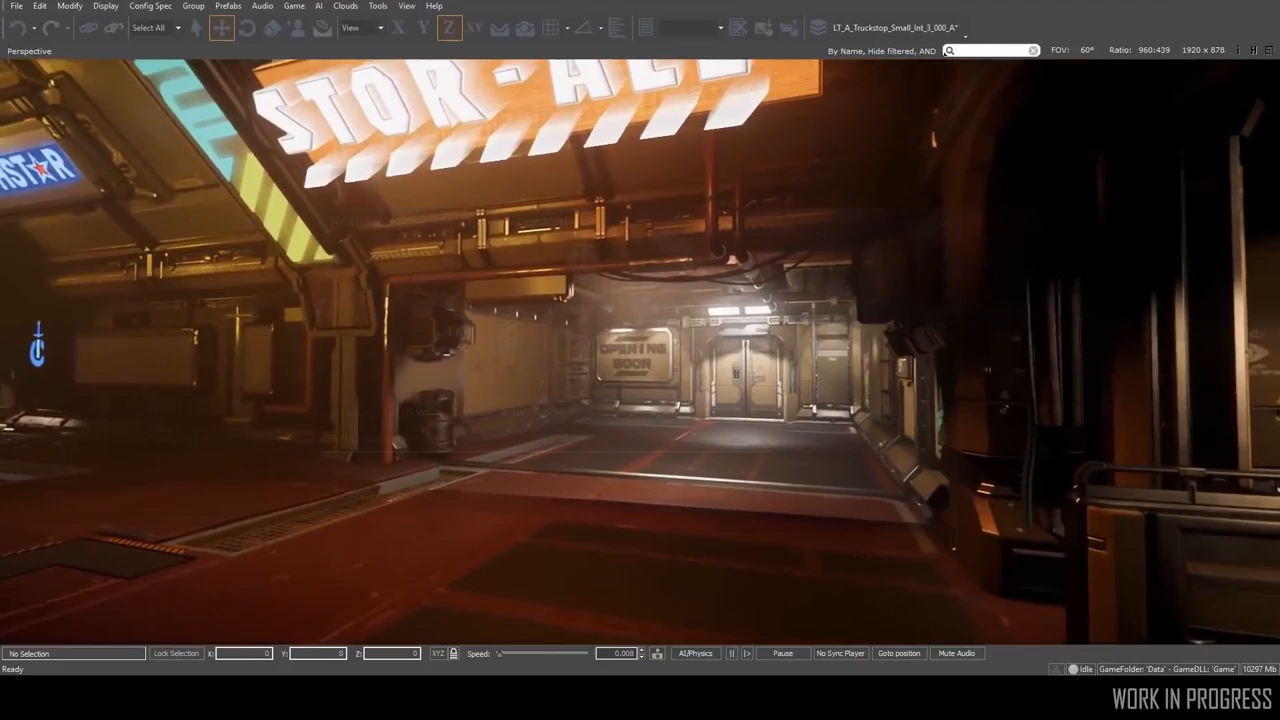 File Edit Modify Display Config Spec Group Prefabs Audio Game AI Clouds Tools View Help
Select All View X Y Z XY LT_A_Truckstop_Small_Int_3_000_A*
Perspective By Name, Hide filtered, AND FOV: 60° Ratio: 960:439 1920 x 878
STOR-ALL
STAR
OPENING
SOON
No Selection Lock Selection X: 0 Y: 0 Z: 0 XYZ Speed: 0.008 AI/Physics Pause No Sync Player Goto position Mute Audio
Ready Idle GameFolder: 'Data' - GameDLL: 'Game' 10297 Mb
WORK IN PROGRESS